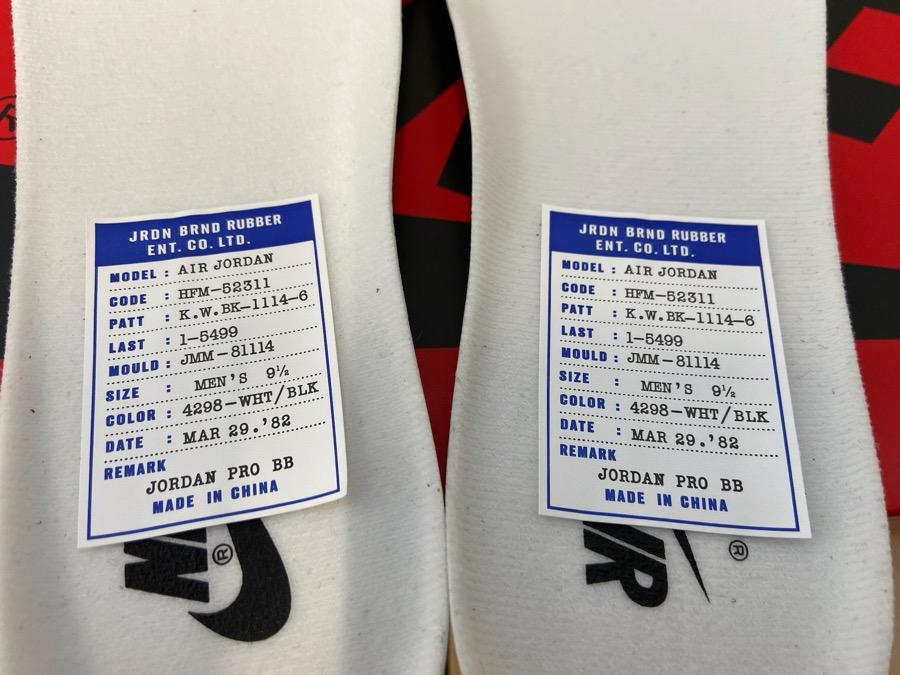 JRDN BRND RUBBER
ENT. CO. LTD.
MODEL : AIR JORDAN
CODE : HFM-52311
PATT : K.W.BK-1114-6
LAST : 1-5499
MOULD : JMM-81114
SIZE : MEN'S 9½
COLOR : 4298-WHT/BLK
DATE : MAR 29.'82
REMARK
JORDAN PRO BB
MADE IN CHINA
®
JRDN BRND RUBBER
ENT. CO. LTD.
MODEL : AIR JORDAN
CODE : HFM-52311
PATT : K.W.BK-1114-6
LAST : 1-5499
MOULD : JMM-81114
SIZE : MEN'S 9½
COLOR : 4298-WHT/BLK
DATE : MAR 29.'82
REMARK
JORDAN PRO BB
MADE IN CHINA
AIR ®